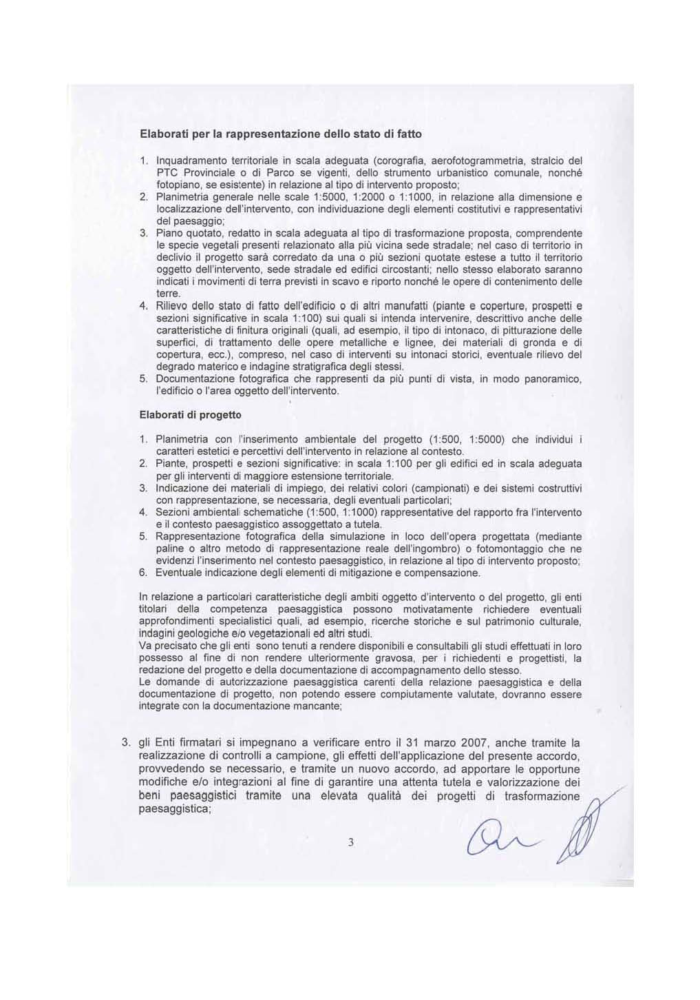 Elaborati per la rappresentazione dello stato di fatto
1. Inquadramento territoriale in scala adeguata (corografia, aerofotogrammetria, stralcio del
PTC Provinciale o di Parco se vigenti, dello strumento urbanistico comunale, nonché
fotopiano, se esistente) in relazione al tipo di intervento proposto;
2. Planimetria generale nelle scale 1:5000, 1:2000 o 1:1000, in relazione alla dimensione e
localizzazione dell'intervento, con individuazione degli elementi costitutivi e rappresentativi
del paesaggio;
3. Piano quotato, redatto in scala adeguata al tipo di trasformazione proposta, comprendente
le specie vegetali presenti relazionato alla più vicina sede stradale; nel caso di territorio in
declivio il progetto sarà corredato da una o più sezioni quotate estese a tutto il territorio
oggetto dell'intervento, sede stradale ed edifici circostanti; nello stesso elaborato saranno
indicati i movimenti di terra previsti in scavo e riporto nonché le opere di contenimento delle
terre.
4. Rilievo dello stato di fatto dell'edificio o di altri manufatti (piante e coperture, prospetti e
sezioni significative in scala 1:100) sui quali si intenda intervenire, descrittivo anche delle
caratteristiche di finitura originali (quali, ad esempio, il tipo di intonaco, di pitturazione delle
superfici, di trattamento delle opere metalliche e lignee, dei materiali di gronda e di
copertura, ecc.), compreso, nel caso di interventi su intonaci storici, eventuale rilievo del
degrado materico e indagine stratigrafica degli stessi.
5. Documentazione fotografica che rappresenti da più punti di vista, in modo panoramico,
l'edificio o l'area oggetto dell'intervento.
Elaborati di progetto
1. Planimetria con l'inserimento ambientale del progetto (1:500, 1:5000) che individui i
caratteri estetici e percettivi dell'intervento in relazione al contesto.
2. Piante, prospetti e sezioni significative: in scala 1:100 per gli edifici ed in scala adeguata
per gli interventi di maggiore estensione territoriale.
3. Indicazione dei materiali di impiego, dei relativi colori (campionati) e dei sistemi costruttivi
con rappresentazione, se necessaria, degli eventuali particolari;
4. Sezioni ambientali schematiche (1:500, 1:1000) rappresentative del rapporto fra l'intervento
e il contesto paesaggistico assoggettato a tutela.
5. Rappresentazione fotografica della simulazione in loco dell'opera progettata (mediante
paline o altro metodo di rappresentazione reale dell'ingombro) o fotomontaggio che ne
evidenzi l'inserimento nel contesto paesaggistico, in relazione al tipo di intervento proposto;
6. Eventuale indicazione degli elementi di mitigazione e compensazione.
In relazione a particolari caratteristiche degli ambiti oggetto d'intervento o del progetto, gli enti
titolari della competenza paesaggistica possono motivatamente richiedere eventuali
approfondimenti specialistici quali, ad esempio, ricerche storiche e sul patrimonio culturale,
indagini geologiche e/o vegetazionali ed altri studi.
Va precisato che gli enti sono tenuti a rendere disponibili e consultabili gli studi effettuati in loro
possesso al fine di non rendere ulteriormente gravosa, per i richiedenti e progettisti, la
redazione del progetto e della documentazione di accompagnamento dello stesso.
Le domande di autorizzazione paesaggistica carenti della relazione paesaggistica e della
documentazione di progetto, non potendo essere compiutamente valutate, dovranno essere
integrate con la documentazione mancante;
3. gli Enti firmatari si impegnano a verificare entro il 31 marzo 2007, anche tramite la
realizzazione di controlli a campione, gli effetti dell'applicazione del presente accordo,
provvedendo se necessario, e tramite un nuovo accordo, ad apportare le opportune
modifiche e/o integrazioni al fine di garantire una attenta tutela e valorizzazione dei
beni paesaggistici tramite una elevata qualità dei progetti di trasformazione
paesaggistica;
3